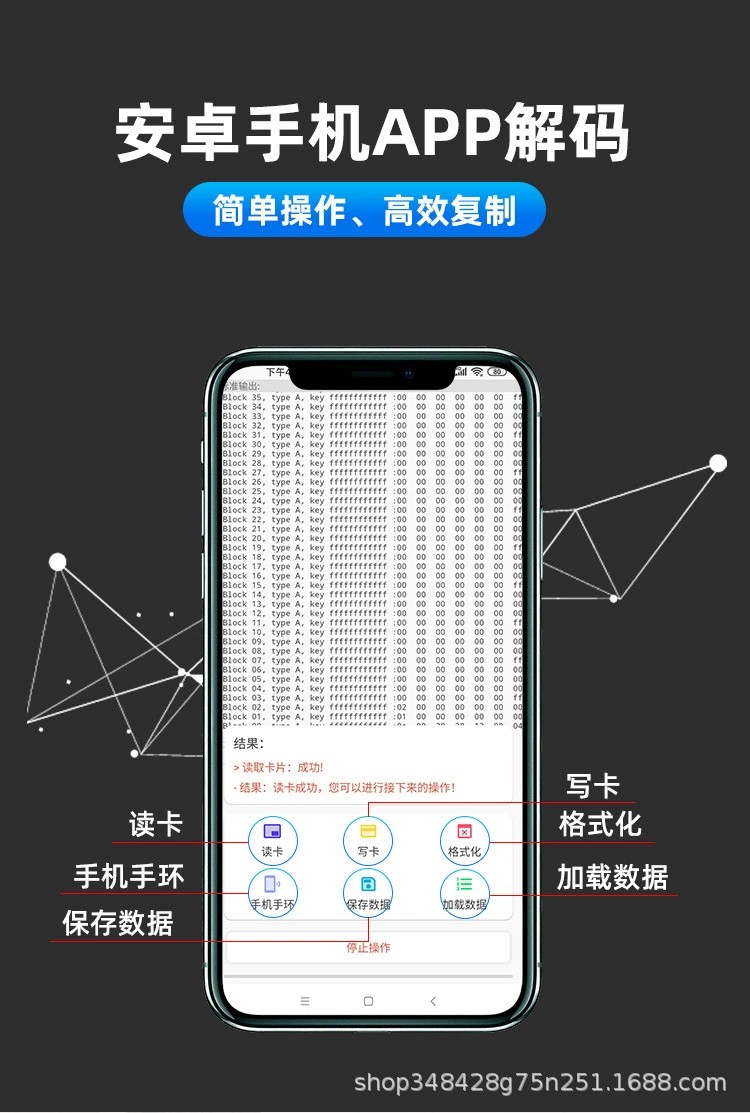 安卓手机APP解码
简单操作、高效复制
下午4
80
标准输出:
Block 35, type A, key ffffffffffff :00 00 00 00 00 00 ff
Block 34, type A, key ffffffffffff :00 00 00 00 00 00 00
Block 33, type A, key ffffffffffff :00 00 00 00 00 00 00
Block 32, type A, key ffffffffffff :00 00 00 00 00 00 00
Block 31, type A, key ffffffffffff :00 00 00 00 00 00 ff
Block 30, type A, key ffffffffffff :00 00 00 00 00 00 00
Block 29, type A, key ffffffffffff :00 00 00 00 00 00 00
Block 28, type A, key ffffffffffff :00 00 00 00 00 00 00
Block 27, type A, key ffffffffffff :00 00 00 00 00 00 ff
Block 26, type A, key ffffffffffff :00 00 00 00 00 00 00
Block 25, type A, key ffffffffffff :00 00 00 00 00 00 00
Block 24, type A, key ffffffffffff :00 00 00 00 00 00 00
Block 23, type A, key ffffffffffff :00 00 00 00 00 00 ff
Block 22, type A, key ffffffffffff :00 00 00 00 00 00 00
Block 21, type A, key ffffffffffff :00 00 00 00 00 00 00
Block 20, type A, key ffffffffffff :00 00 00 00 00 00 00
Block 19, type A, key ffffffffffff :00 00 00 00 00 00 ff
Block 18, type A, key ffffffffffff :00 00 00 00 00 00 00
Block 17, type A, key ffffffffffff :00 00 00 00 00 00 00
Block 16, type A, key ffffffffffff :00 00 00 00 00 00 00
Block 15, type A, key ffffffffffff :00 00 00 00 00 00 ff
Block 14, type A, key ffffffffffff :00 00 00 00 00 00 00
Block 13, type A, key ffffffffffff :00 00 00 00 00 00 00
Block 12, type A, key ffffffffffff :00 00 00 00 00 00 00
Block 11, type A, key ffffffffffff :00 00 00 00 00 00 ff
Block 10, type A, key ffffffffffff :00 00 00 00 00 00 00
Block 09, type A, key ffffffffffff :00 00 00 00 00 00 00
Block 08, type A, key ffffffffffff :00 00 00 00 00 00 00
Block 07, type A, key ffffffffffff :00 00 00 00 00 00 ff
Block 06, type A, key ffffffffffff :00 00 00 00 00 00 00
Block 05, type A, key ffffffffffff :00 00 00 00 00 00 00
Block 04, type A, key ffffffffffff :00 00 00 00 00 00 00
Block 03, type A, key ffffffffffff :00 00 00 00 00 00 ff
Block 02, type A, key ffffffffffff :02 00 00 00 00 00 00
Block 01, type A, key ffffffffffff :01 00 00 00 00 00 00
结果：
> 读取卡片：成功!
- 结果：读卡成功，您可以进行接下来的操作!
写卡
读卡
格式化
读卡
写卡
格式化
手机手环
加载数据
手机手环
保存数据
加载数据
保存数据
停止操作
shop348428g75n251.1688.com